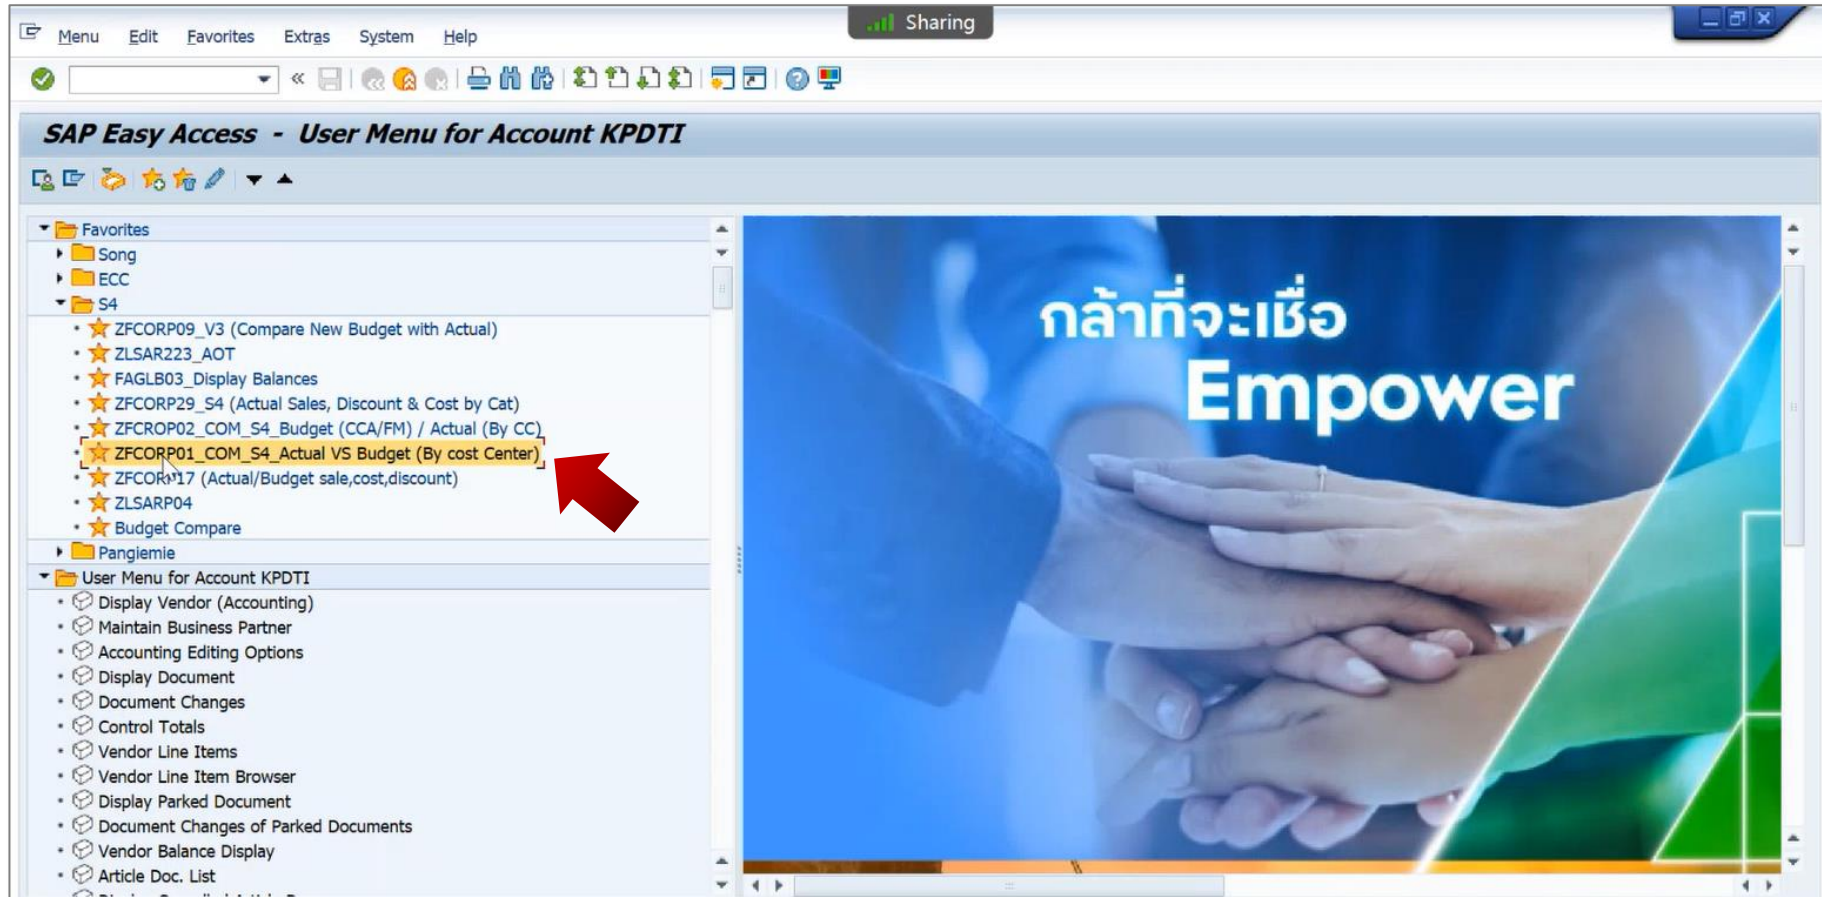 Sharing
Menu Edit Favorites Extras System Help
SAP Easy Access - User Menu for Account KPDTI
Favorites
Song
ECC
S4
ZFCORP09_V3 (Compare New Budget with Actual)
ZLSAR223_AOT
FAGLB03_Display Balances
ZFCORP29_S4 (Actual Sales, Discount & Cost by Cat)
ZFCROP02_COM_S4_Budget (CCA/FM) / Actual (By CC)
ZFCORP01_COM_S4_Actual VS Budget (By cost Center)
ZFCORP17 (Actual/Budget sale,cost,discount)
ZLSARP04
Budget Compare
Pangiemie
User Menu for Account KPDTI
Display Vendor (Accounting)
Maintain Business Partner
Accounting Editing Options
Display Document
Document Changes
Control Totals
Vendor Line Items
Vendor Line Item Browser
Display Parked Document
Document Changes of Parked Documents
Vendor Balance Display
Article Doc. List
กล้าที่จะเชื่อ
Empower